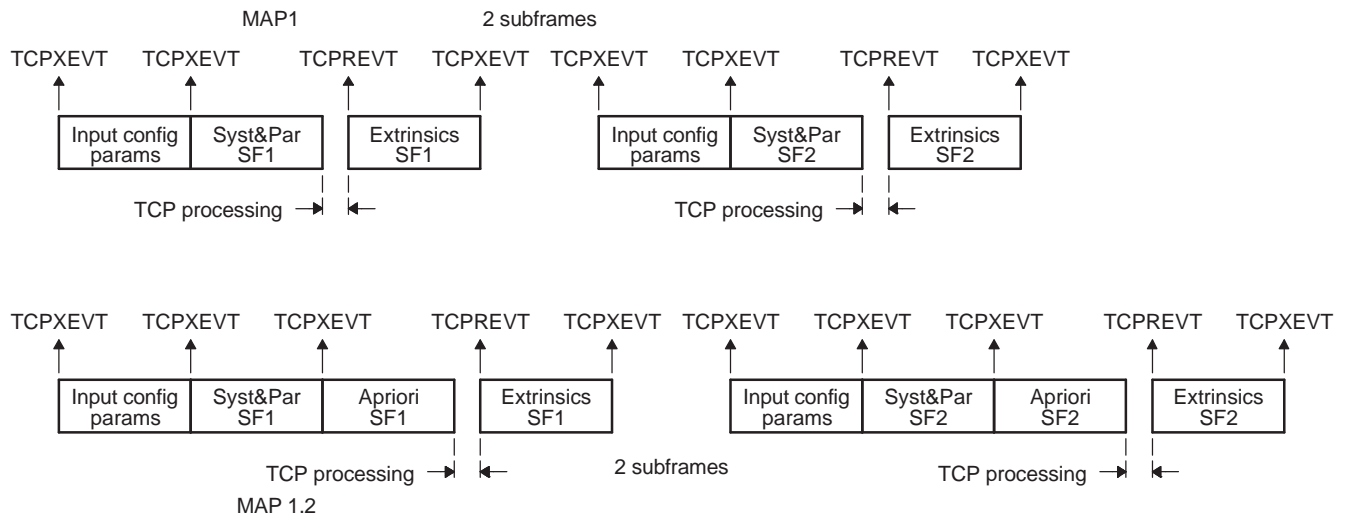 MAP1 2 subframes
TCPXEVT TCPXEVT TCPREVT TCPXEVT TCPXEVT TCPXEVT TCPREVT TCPXEVT
Input config Syst&Par Extrinsics Input config Syst&Par Extrinsics
params SF1 SF1 params SF2 SF2
TCP processing TCP processing
TCPXEVT TCPXEVT TCPXEVT TCPREVT TCPXEVT TCPXEVT TCPXEVT TCPXEVT TCPREVT TCPXEVT
Input config Syst&Par Apriori Extrinsics Input config Syst&Par Apriori Extrinsics
params SF1 SF1 SF1 params SF2 SF2 SF2
TCP processing 2 subframes TCP processing
MAP 1,2